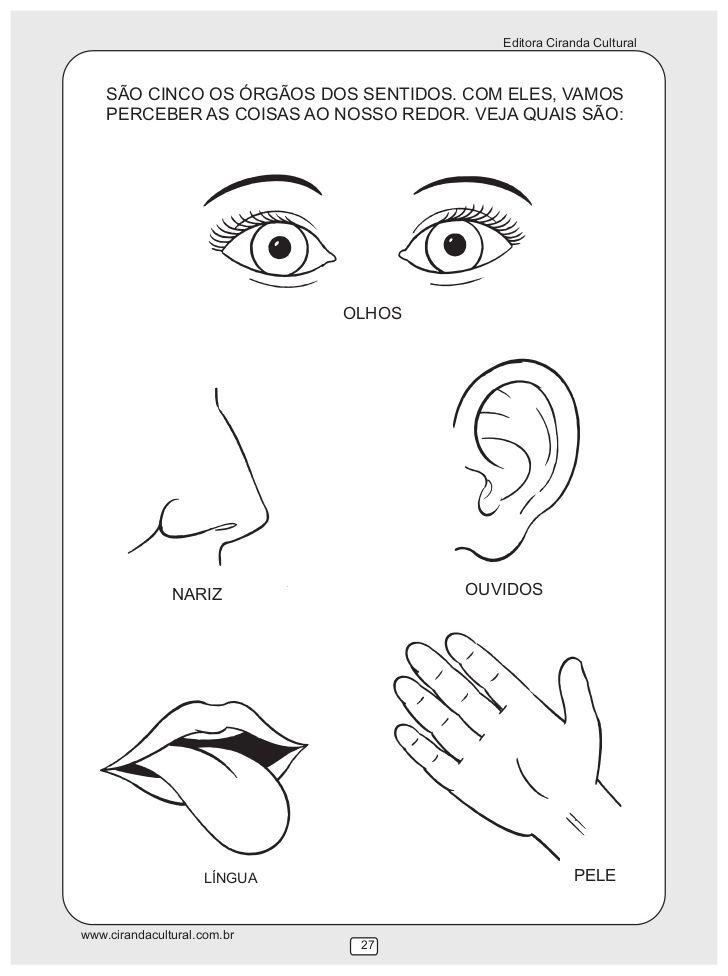 Editora Ciranda Cultural
SÃO CINCO OS ÓRGÃOS DOS SENTIDOS. COM ELES, VAMOS
PERCEBER AS COISAS AO NOSSO REDOR. VEJA QUAIS SÃO:
OLHOS
NARIZ
OUVIDOS
LÍNGUA
PELE
www.cirandacultural.com.br
27